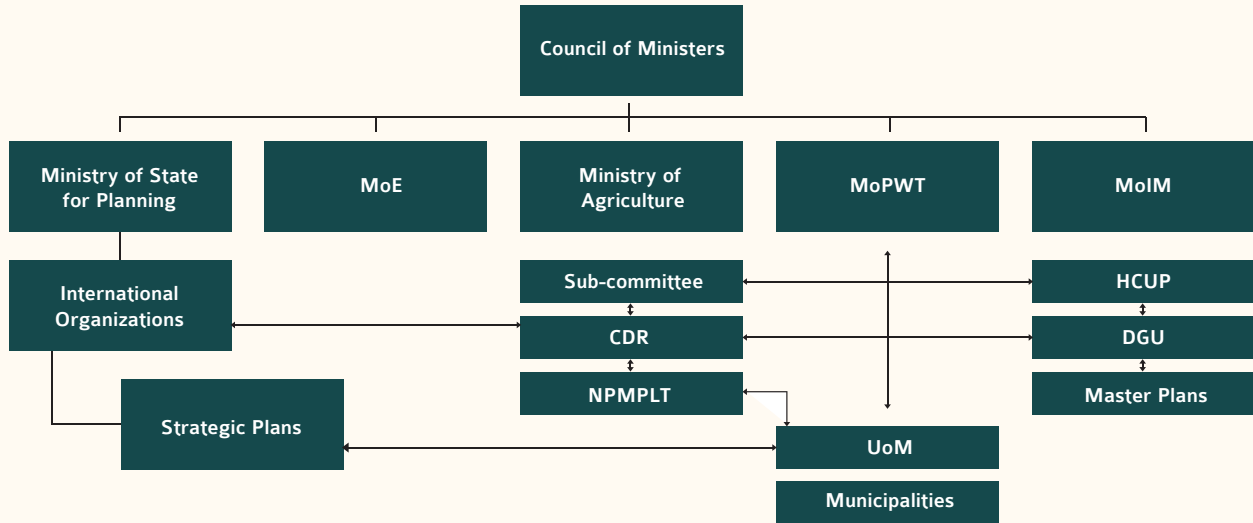 Council of Ministers
Ministry of State
for Planning
MoE
Ministry of
Agriculture
MoPWT
MoIM
International
Organizations
Sub-committee
HCUP
CDR
DGU
NPMPLT
Master Plans
Strategic Plans
UoM
Municipalities